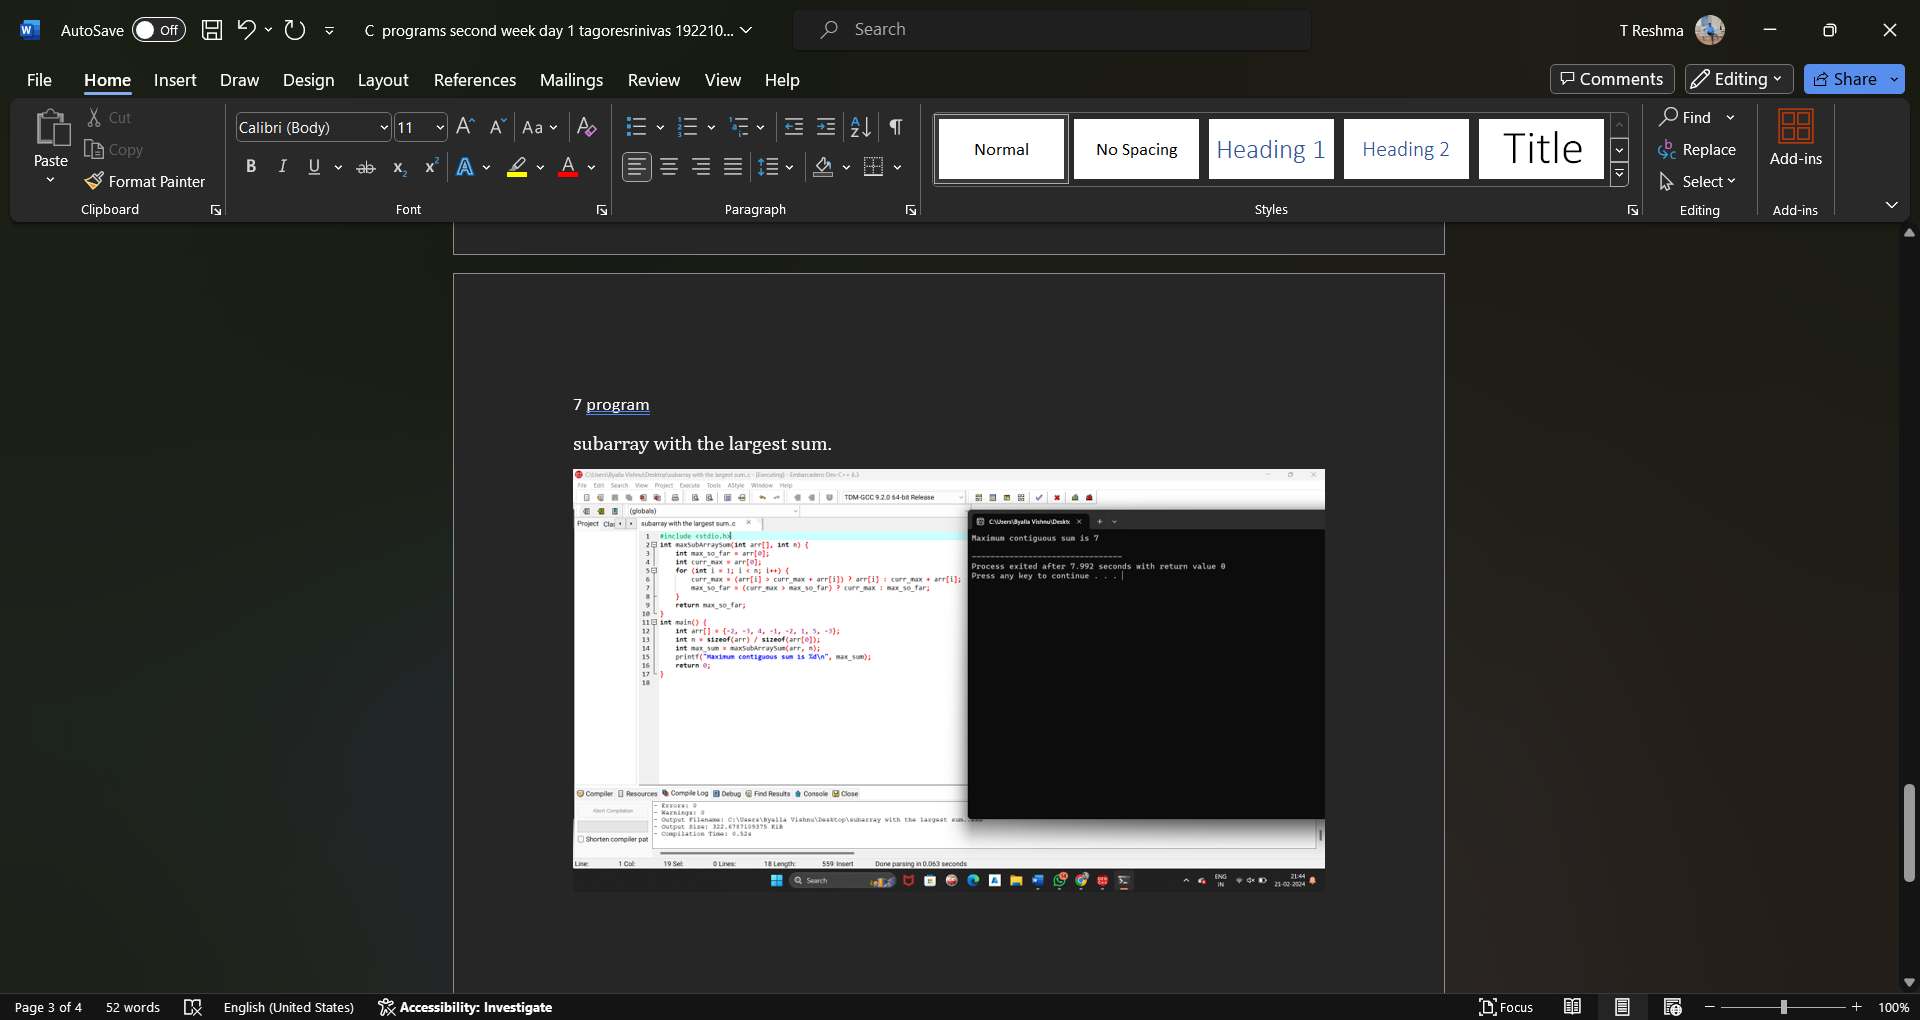 AutoSave Off C programs second week day 1 tagoresrinivas 192210... Search T Reshma
File Home Insert Draw Design Layout References Mailings Review View Help Comments Editing Share
Paste Cut Copy Format Painter Clipboard
Calibri (Body) 11 Aa Font
Paragraph
Normal No Spacing Heading 1 Heading 2 Title Styles
Find Replace Select Editing
Add-ins Add-ins
7 program
subarray with the largest sum.
C:\Users\Byalla Vishnu\Desktop\subarray with the largest sum..c - [Executing] - Embarcadero Dev-C++ 6.3
File Edit Search View Project Execute Tools AStyle Window Help
TDM-GCC 9.2.0 64-bit Release
(globals)
Project Clas subarray with the largest sum..c
1 #include <stdio.h>
2 int maxSubArraySum(int arr[], int n) {
3 int max_so_far = arr[0];
4 int curr_max = arr[0];
5 for (int i = 1; i < n; i++) {
6 curr_max = (arr[i] > curr_max + arr[i]) ? arr[i] : curr_max + arr[i];
7 max_so_far = (curr_max > max_so_far) ? curr_max : max_so_far;
8 }
9 return max_so_far;
10 }
11 int main() {
12 int arr[] = {-2, -3, 4, -1, -2, 1, 5, -3};
13 int n = sizeof(arr) / sizeof(arr[0]);
14 int max_sum = maxSubArraySum(arr, n);
15 printf("Maximum contiguous sum is %d\n", max_sum);
16 return 0;
17 }
18
C:\Users\Byalla Vishnu\Deskto
Maximum contiguous sum is 7
--------------------------------
Process exited after 7.992 seconds with return value 0
Press any key to continue . . .
Compiler Resources Compile Log Debug Find Results Console Close
Abort Compilation
Shorten compiler pat
- Errors: 0
- Warnings: 0
- Output Filename: C:\Users\Byalla Vishnu\Desktop\subarray with the largest sum..exe
- Output Size: 322.6787109375 KiB
- Compilation Time: 0.52s
Line: 1 Col: 19 Sel: 0 Lines: 18 Length: 559 Insert Done parsing in 0.063 seconds
Search ENG IN 21:44 21-02-2024
Page 3 of 4 52 words English (United States) Accessibility: Investigate Focus 100%